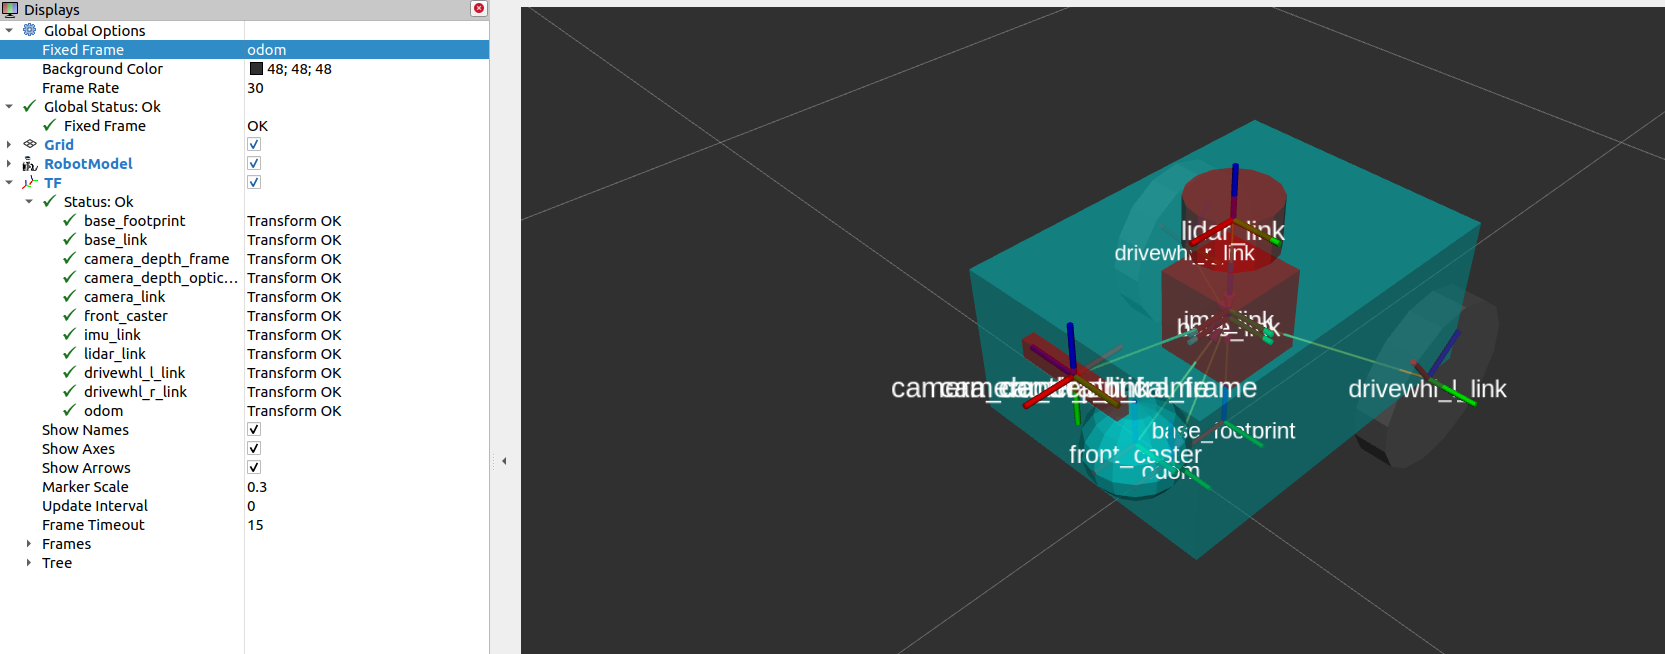 Displays
Global Options
Fixed Frame odom
Background Color 48; 48; 48
Frame Rate 30
Global Status: Ok
Fixed Frame OK
Grid
RobotModel
TF
Status: Ok
base_footprint Transform OK
base_link Transform OK
camera_depth_frame Transform OK
camera_depth_optic... Transform OK
camera_link Transform OK
front_caster Transform OK
imu_link Transform OK
lidar_link Transform OK
drivewhl_l_link Transform OK
drivewhl_r_link Transform OK
odom Transform OK
Show Names
Show Axes
Show Arrows
Marker Scale 0.3
Update Interval 0
Frame Timeout 15
Frames
Tree
lidar_link
drivewhl_r_link
imu_link
base_link
drivewhl_l_link
base_footprint
front_caster
odom